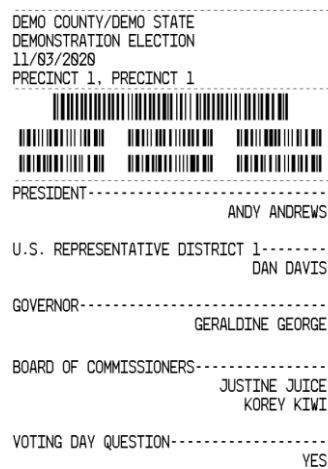 DEMO COUNTY/DEMO STATE
DEMONSTRATION ELECTION
11/03/2020
PRECINCT 1, PRECINCT 1
PRESIDENT---------------------------
ANDY ANDREWS
U.S. REPRESENTATIVE DISTRICT 1--------
DAN DAVIS
GOVERNOR----------------------------
GERALDINE GEORGE
BOARD OF COMMISSIONERS---------------
JUSTINE JUICE
KOREY KIWI
VOTING DAY QUESTION------------------
YES